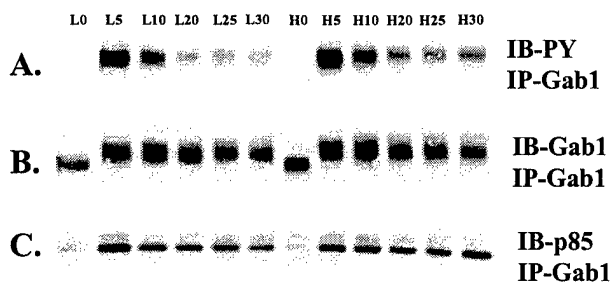 L0 L5 L10 L20 L25 L30 H0 H5 H10 H20 H25 H30
A.
IB-PY
IP-Gab1
B.
IB-Gab1
IP-Gab1
C.
IB-p85
IP-Gab1